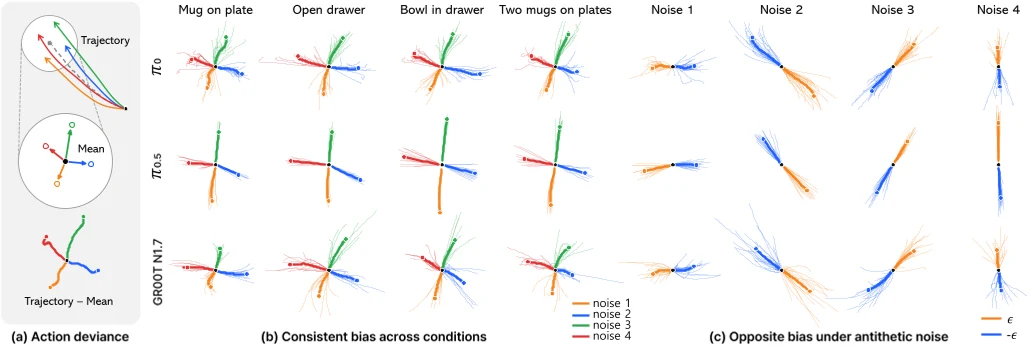 Mug on plate
Open drawer
Bowl in drawer
Two mugs on plates
Noise 1
Noise 2
Noise 3
Noise 4
Trajectory
Mean
Trajectory – Mean
π0
π0.5
GR00T N1.7
noise 1
noise 2
noise 3
noise 4
ϵ
-ϵ
(a) Action deviance
(b) Consistent bias across conditions
(c) Opposite bias under antithetic noise